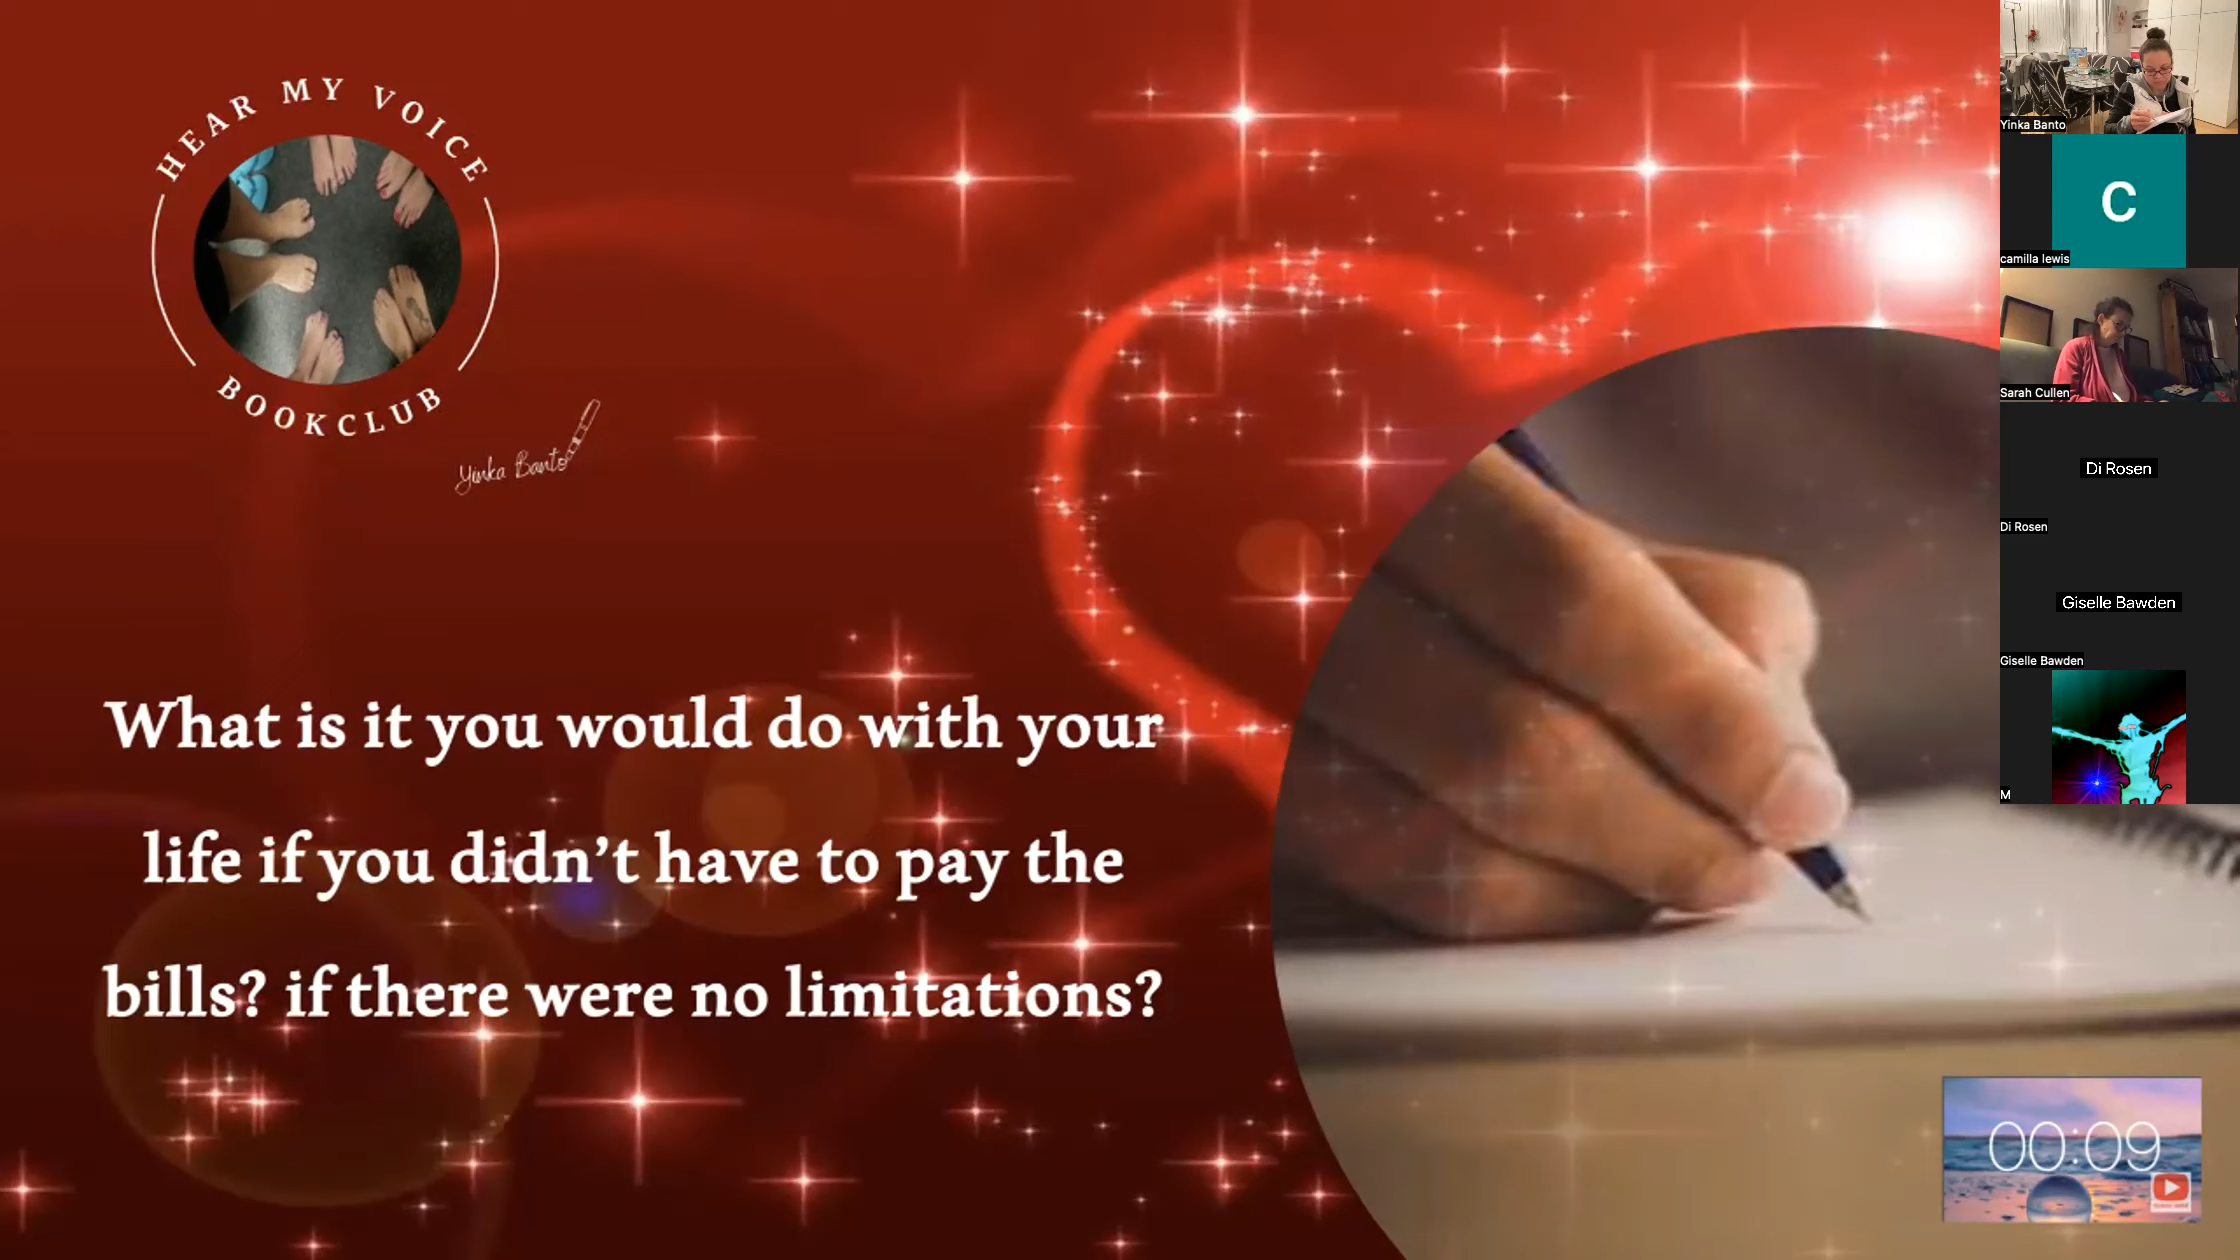 HEAR MY VOICE
BOOKCLUB
Yinka Banto
What is it you would do with your
life if you didn’t have to pay the
bills? if there were no limitations?
00:09
Yinka Banto
C
camilla lewis
Sarah Cullen
Di Rosen
Di Rosen
Giselle Bawden
Giselle Bawden
M